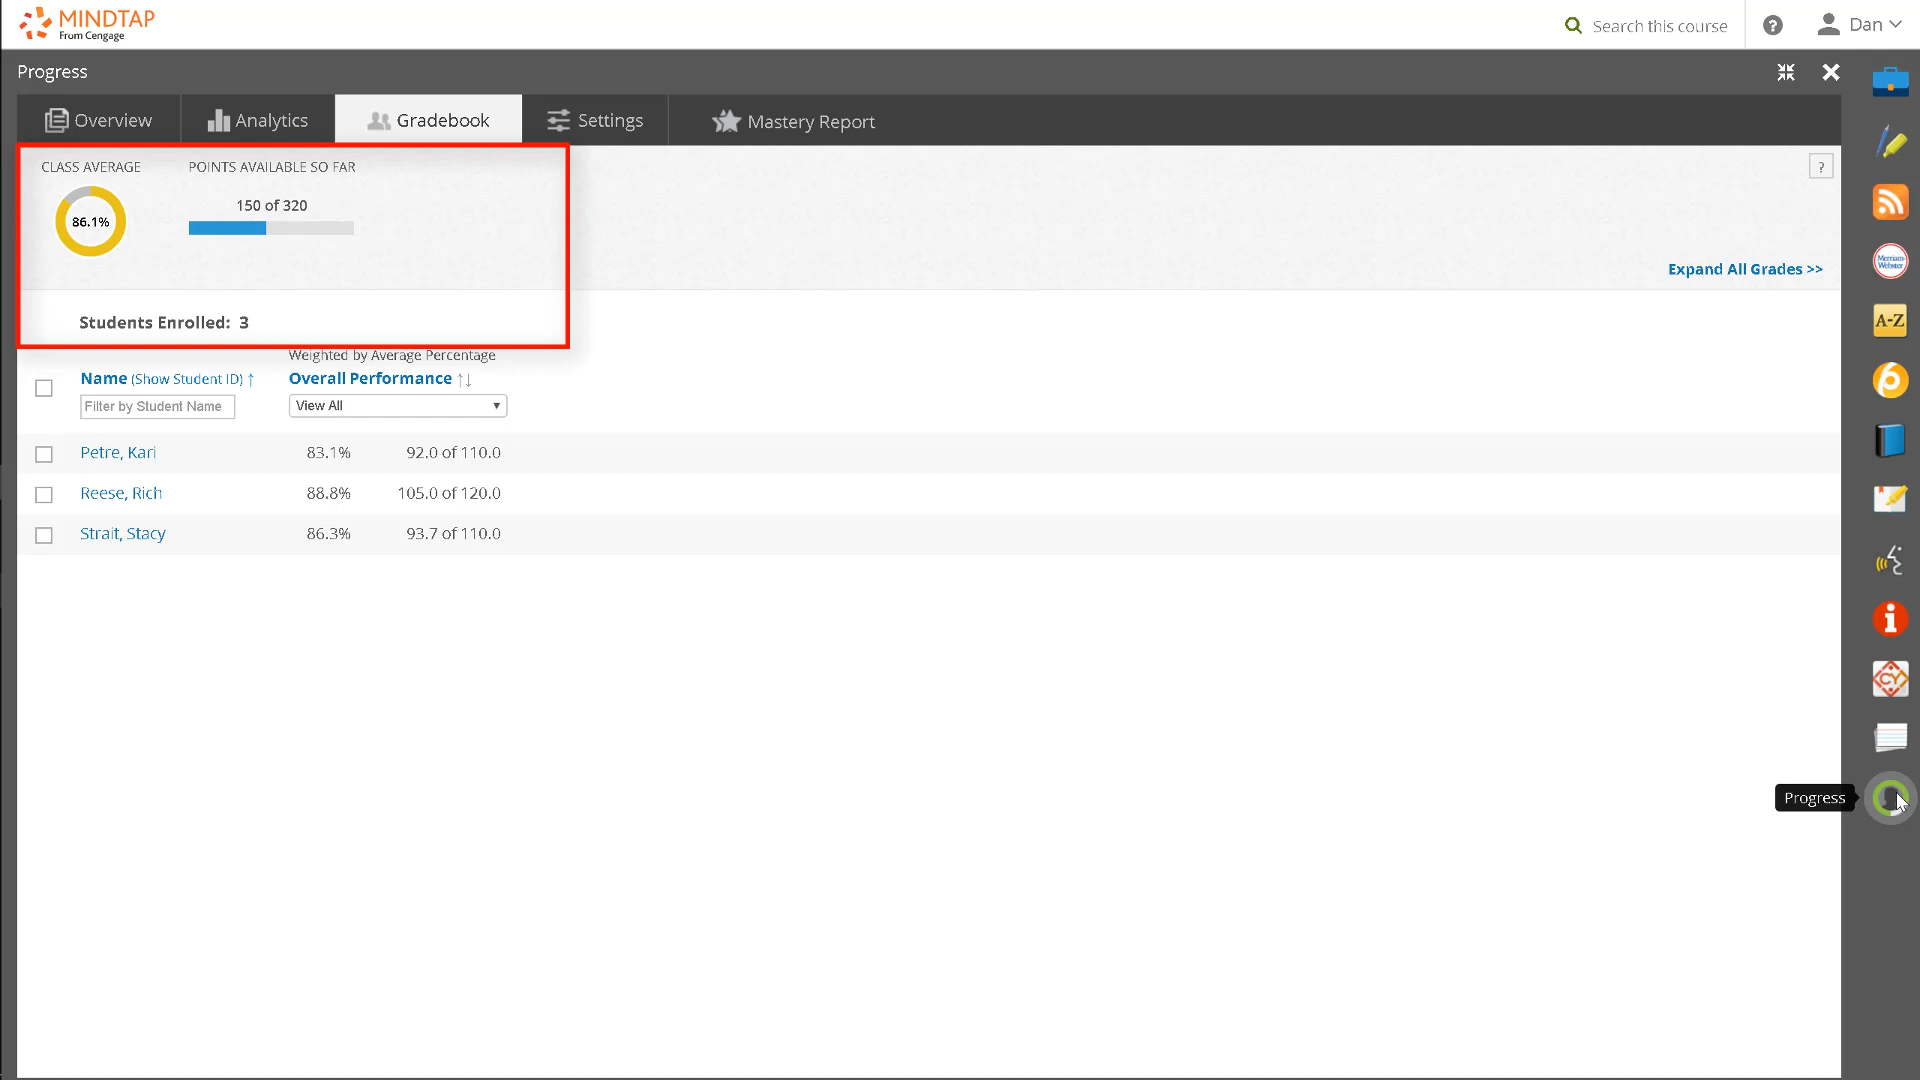 MINDTAP
From Cengage
Search this course
?
Dan
Progress
Overview
Analytics
Gradebook
Settings
Mastery Report
CLASS AVERAGE
POINTS AVAILABLE SO FAR
?
86.1%
150 of 320
Expand All Grades >>
Students Enrolled: 3
Weighted by Average Percentage
Name (Show Student ID) ↑
Overall Performance ↑↓
Filter by Student Name
View All
Petre, Kari 83.1% 92.0 of 110.0
Reese, Rich 88.8% 105.0 of 120.0
Strait, Stacy 86.3% 93.7 of 110.0
Merriam-
Webster
A-Z
CY
Progress